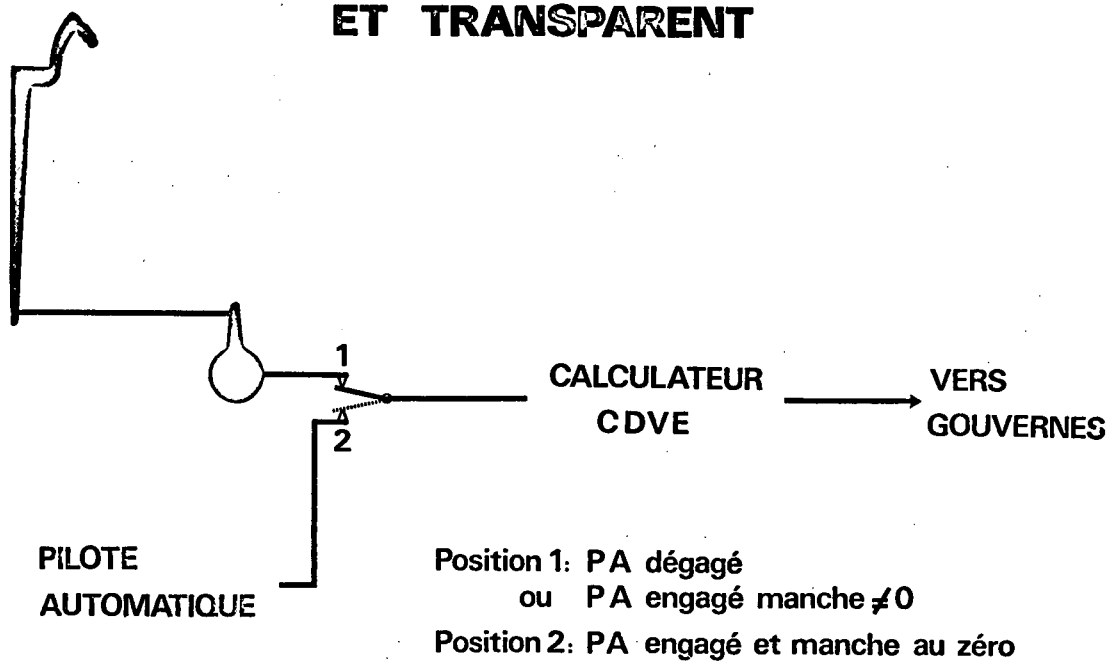 ET TRANSPARENT
1
2
CALCULATEUR
CDVE
VERS
GOUVERNES
PILOTE
AUTOMATIQUE
Position 1: PA dégagé
ou PA engagé manche ≠ 0
Position 2: PA engagé et manche au zéro